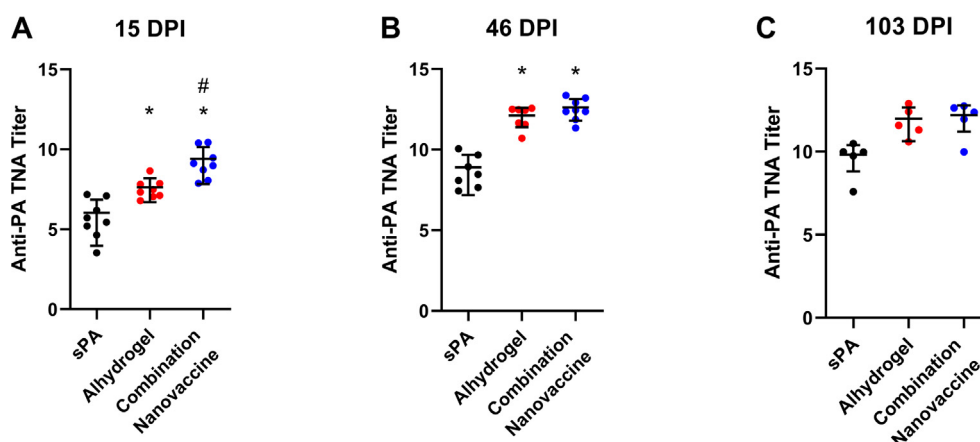 A
15 DPI
Anti-PA TNA Titer
15
10
5
0
#
*
*
sPA
Alhydrogel
Combination
Nanovaccine
B
46 DPI
Anti-PA TNA Titer
15
10
5
0
*
*
sPA
Alhydrogel
Combination
Nanovaccine
C
103 DPI
Anti-PA TNA Titer
15
10
5
0
sPA
Alhydrogel
Combination
Nanovaccine